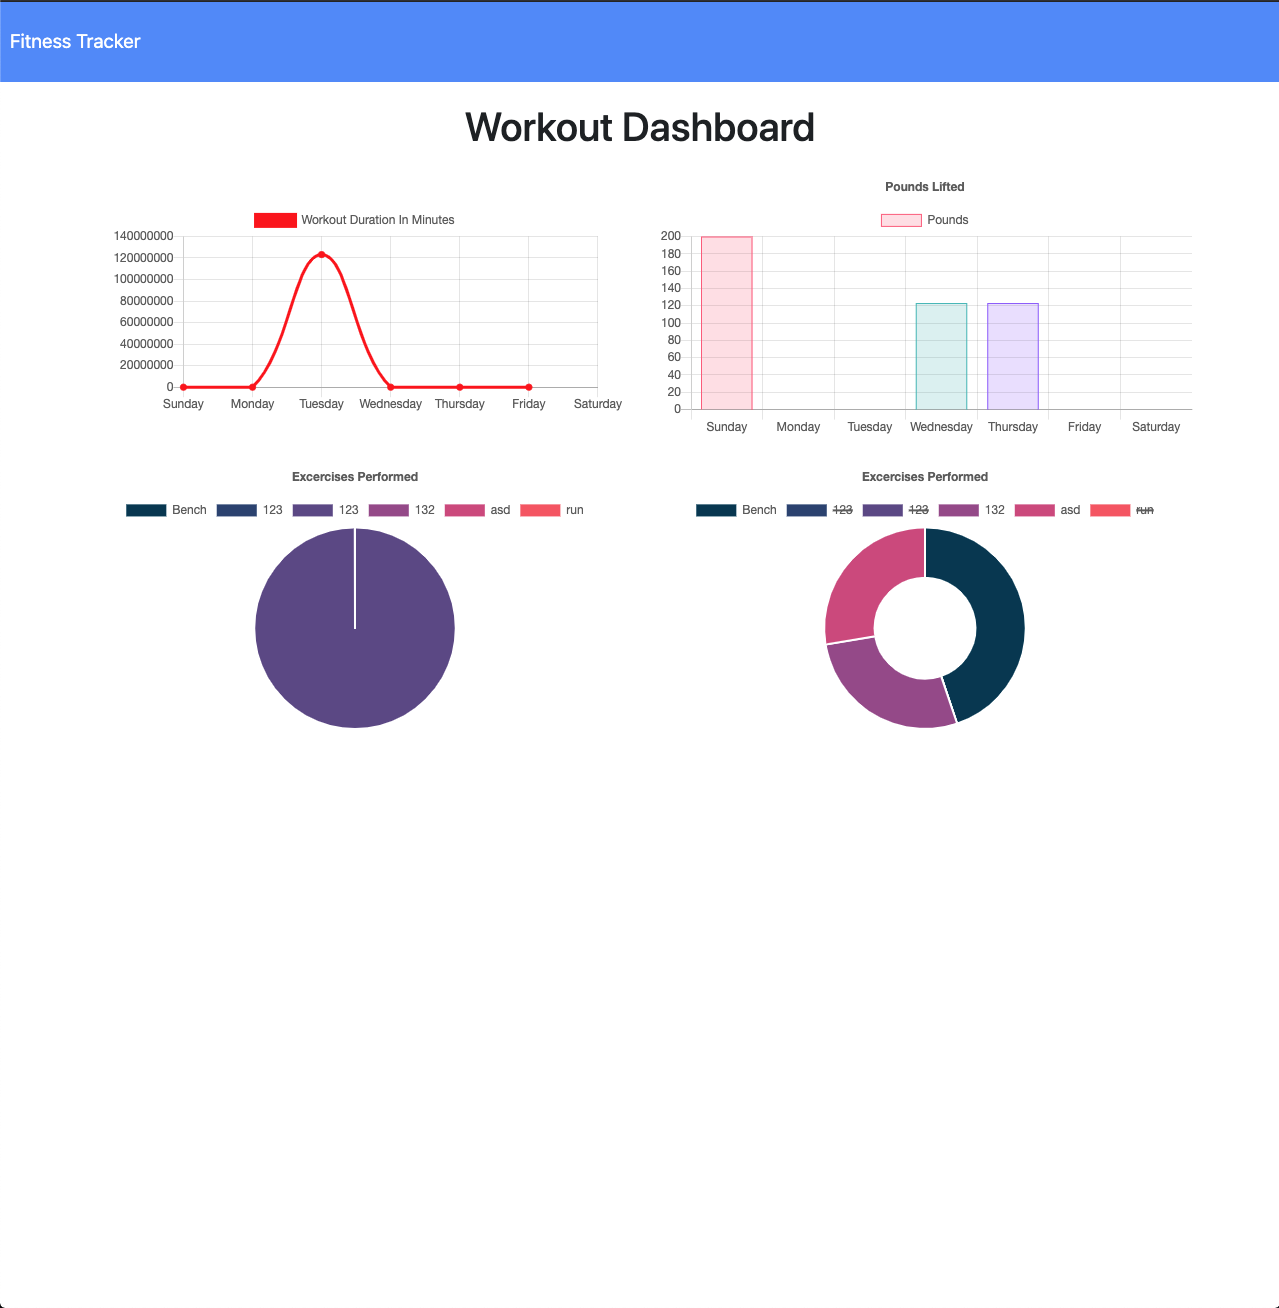 Fitness Tracker
Workout Dashboard
Workout Duration In Minutes
140000000
120000000
100000000
80000000
60000000
40000000
20000000
0
Sunday Monday Tuesday Wednesday Thursday Friday Saturday
Pounds Lifted
Pounds
200
180
160
140
120
100
80
60
40
20
0
Sunday Monday Tuesday Wednesday Thursday Friday Saturday
Excercises Performed
Bench 123 123 132 asd run
Excercises Performed
Bench 123 123 132 asd run